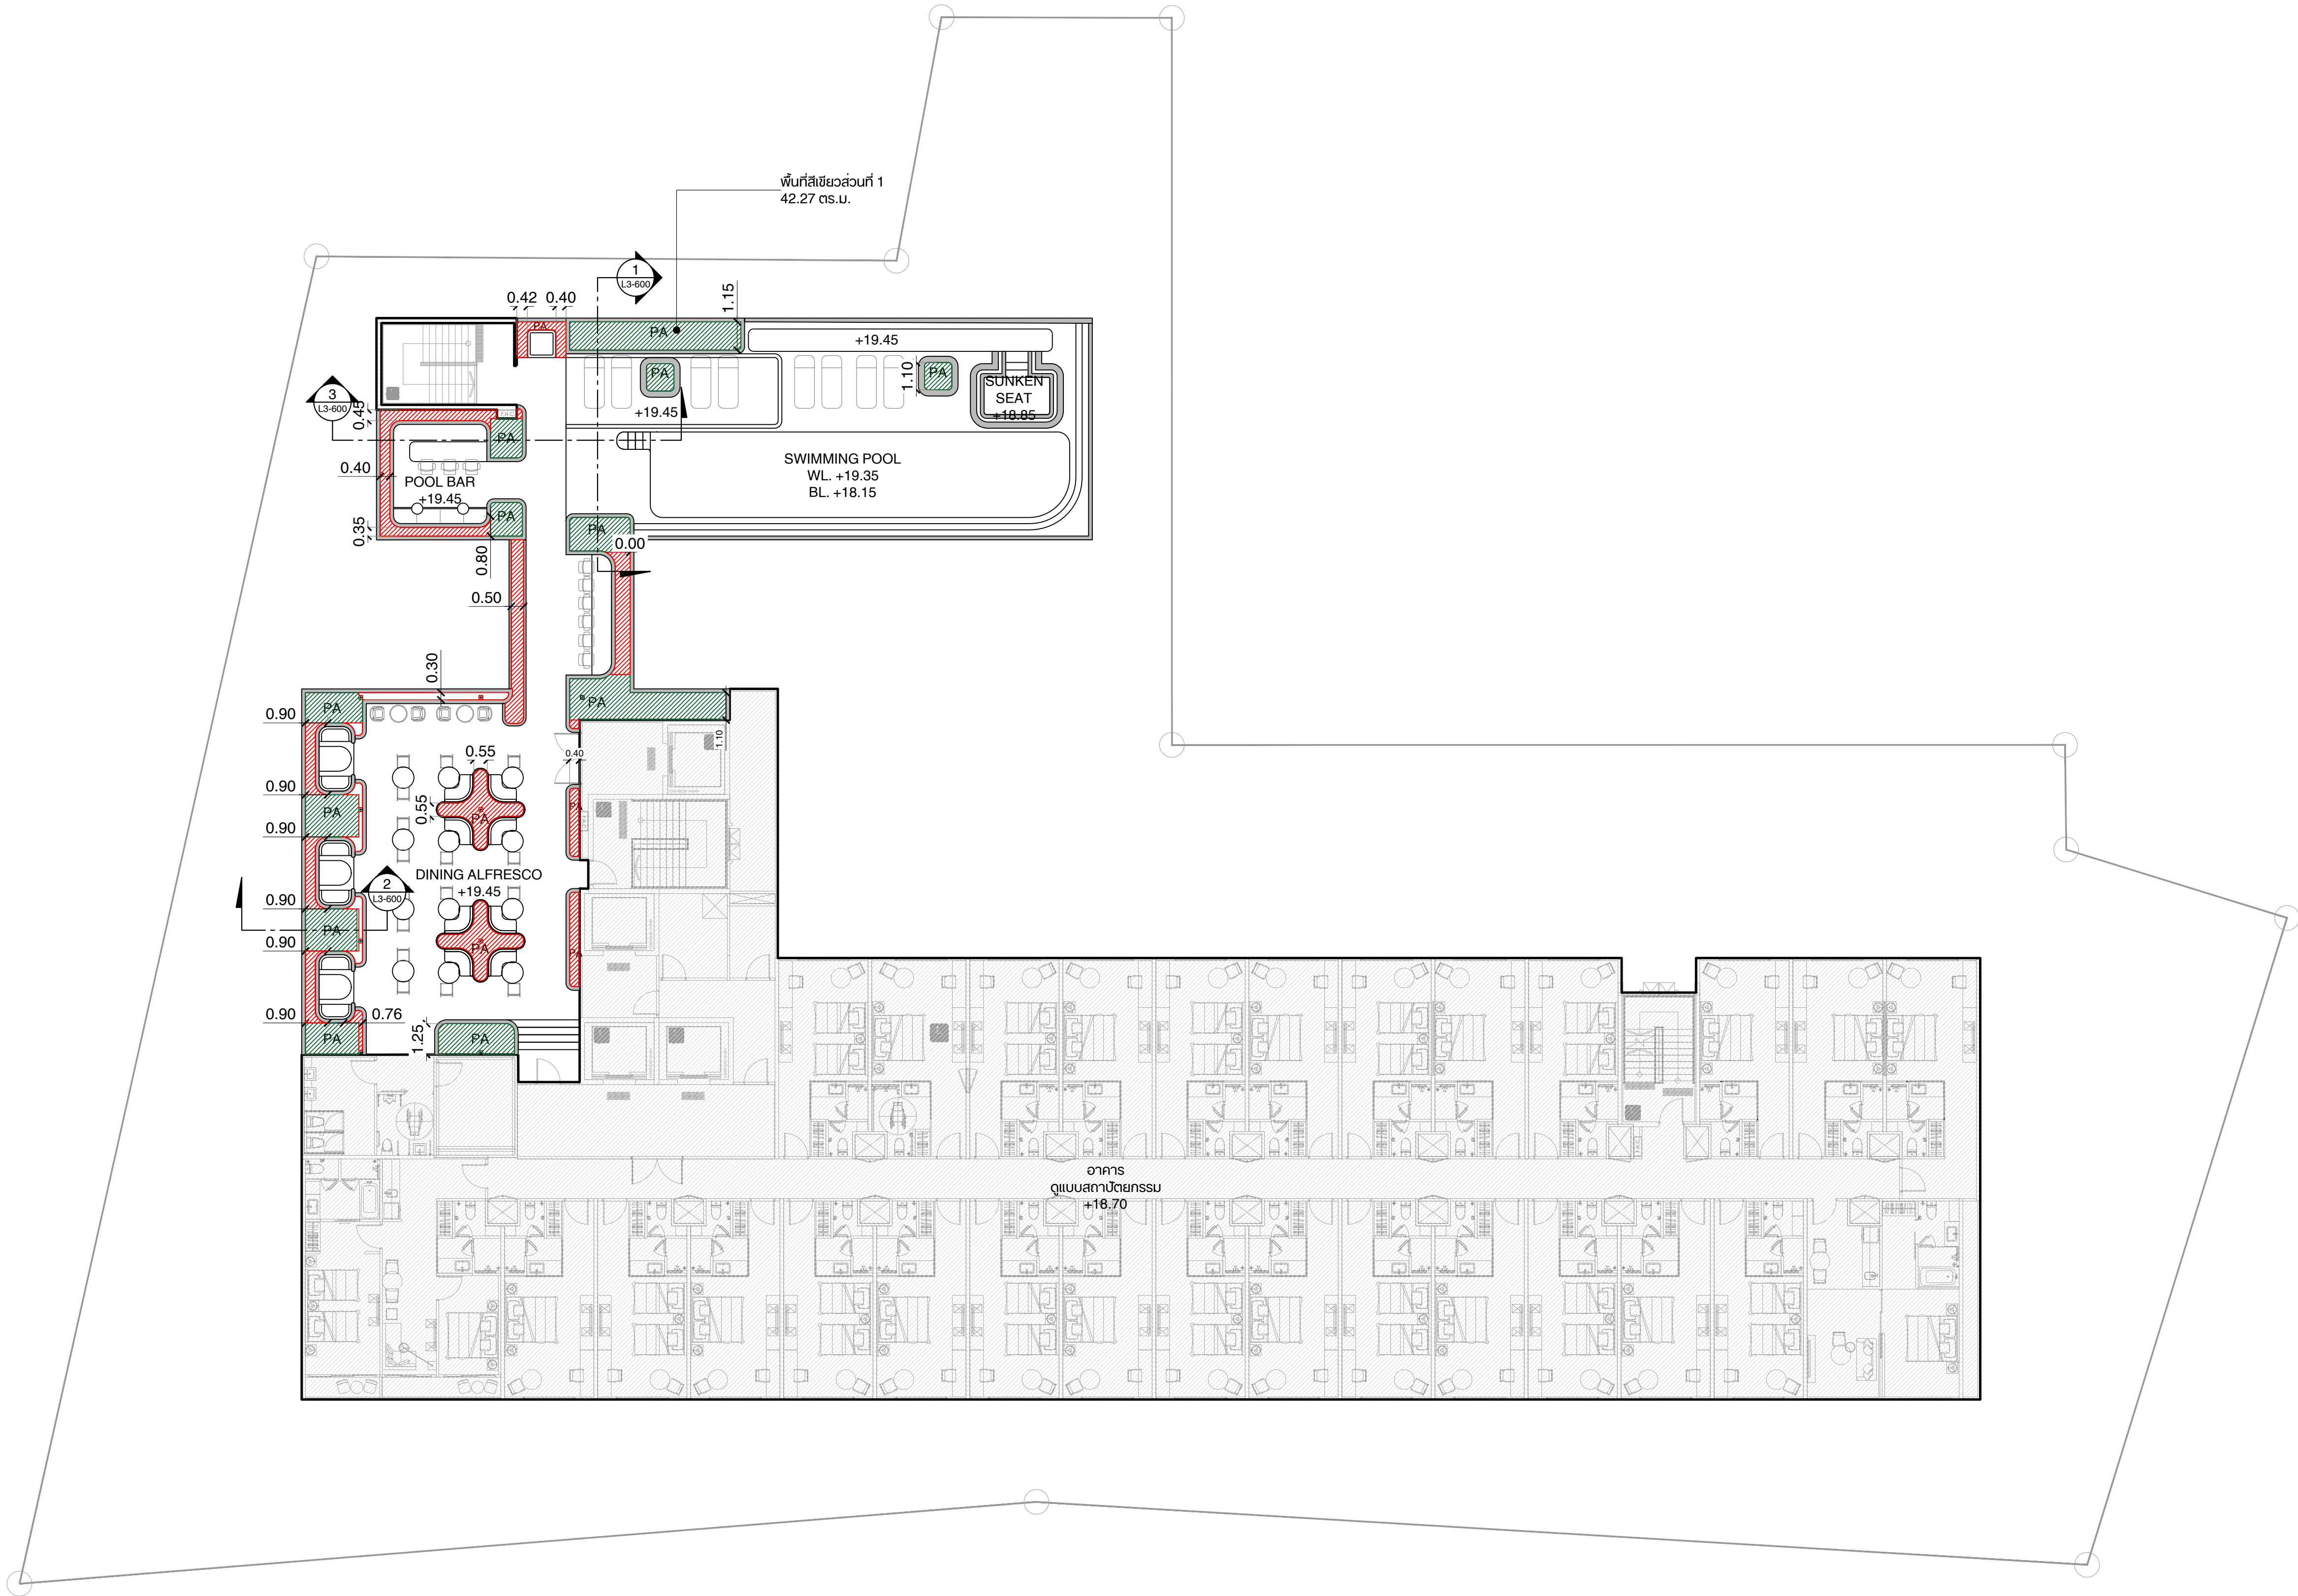 พื้นที่สีเขียวส่วนที่ 1
42.27 ตร.ม.
1
L3-600
0.42
0.40
1.15
PA
PA
+19.45
PA
1.10
PA
SUNKEN
SEAT
+18.85
3
L3-600
0.45
+19.45
PA
SWIMMING POOL
WL. +19.35
BL. +18.15
0.40
POOL BAR
+19.45
PA
0.35
0.80
PA
0.00
0.50
0.30
PA
0.90
PA
1.10
0.55
0.40
0.90
0.55
PA
PA
PA
0.90
DINING ALFRESCO
+19.45
2
L3-600
0.90
PA
PA
PA
0.90
0.90
0.76
1.25
PA
PA
อาคาร
ดูแบบสถาปัตยกรรม
+18.70